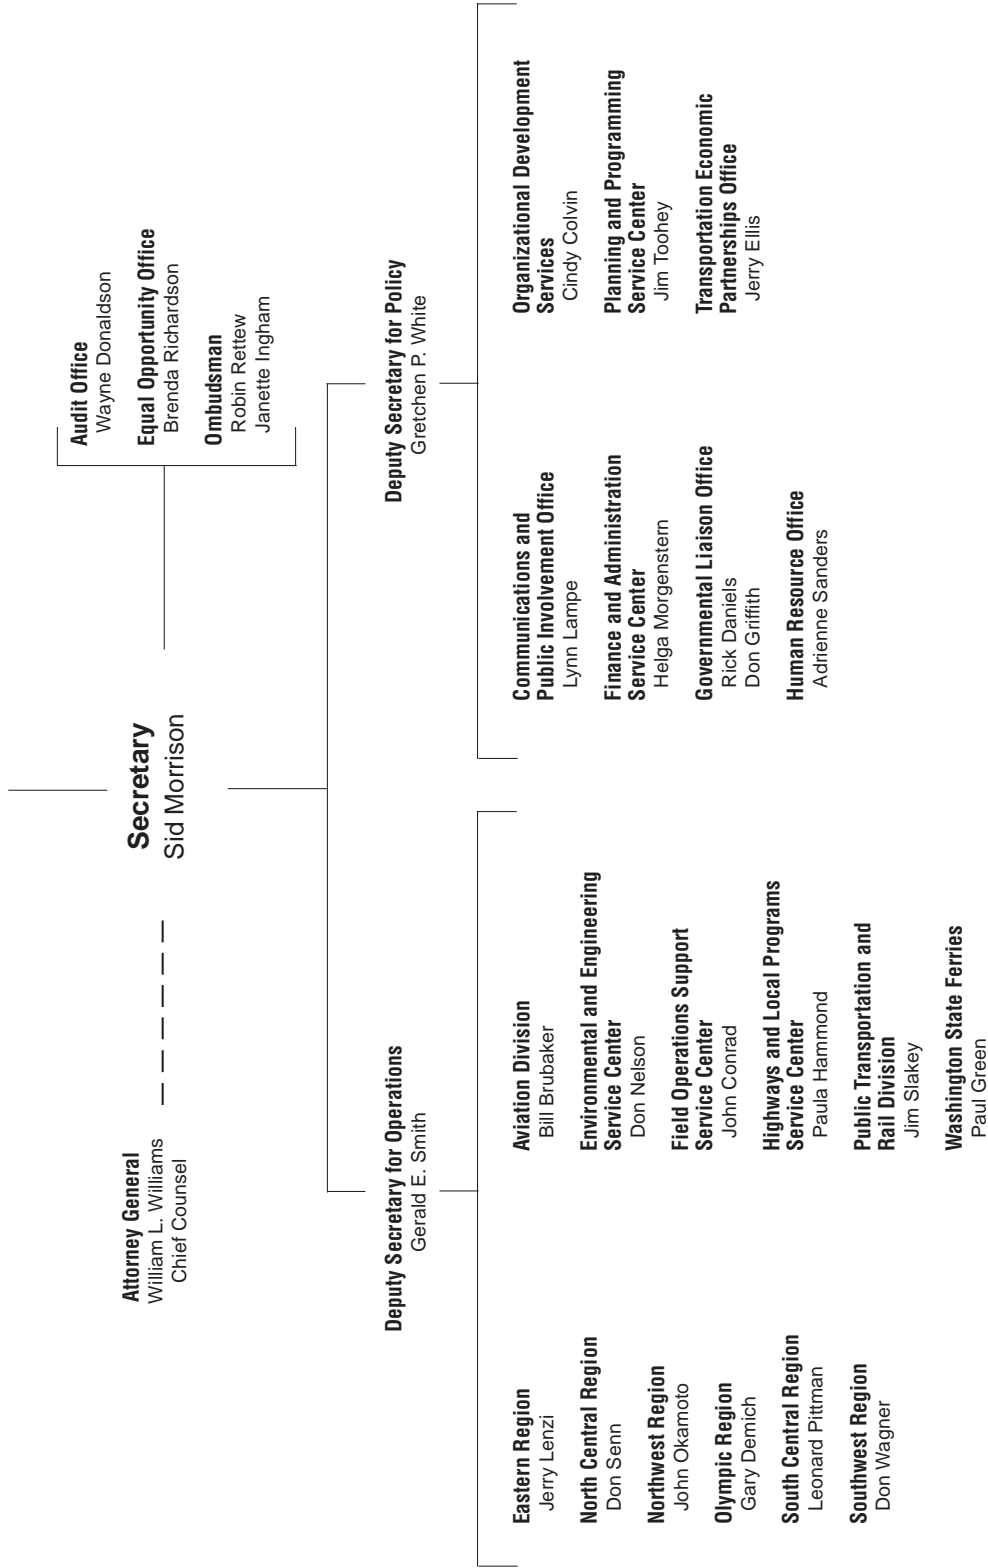 Secretary
Sid Morrison
Attorney General
William L. Williams
Chief Counsel
Audit Office
Wayne Donaldson
Equal Opportunity Office
Brenda Richardson
Ombudsman
Robin Rettew
Janette Ingham
Deputy Secretary for Operations
Gerald E. Smith
Deputy Secretary for Policy
Gretchen P. White
Eastern Region
Jerry Lenzi
North Central Region
Don Senn
Northwest Region
John Okamoto
Olympic Region
Gary Demich
South Central Region
Leonard Pittman
Southwest Region
Don Wagner
Aviation Division
Bill Brubaker
Environmental and Engineering
Service Center
Don Nelson
Field Operations Support
Service Center
John Conrad
Highways and Local Programs
Service Center
Paula Hammond
Public Transportation and
Rail Division
Jim Slakey
Washington State Ferries
Paul Green
Communications and
Public Involvement Office
Lynn Lampe
Finance and Administration
Service Center
Helga Morgenstern
Governmental Liaison Office
Rick Daniels
Don Griffith
Human Resource Office
Adrienne Sanders
Organizational Development
Services
Cindy Colvin
Planning and Programming
Service Center
Jim Toohey
Transportation Economic
Partnerships Office
Jerry Ellis